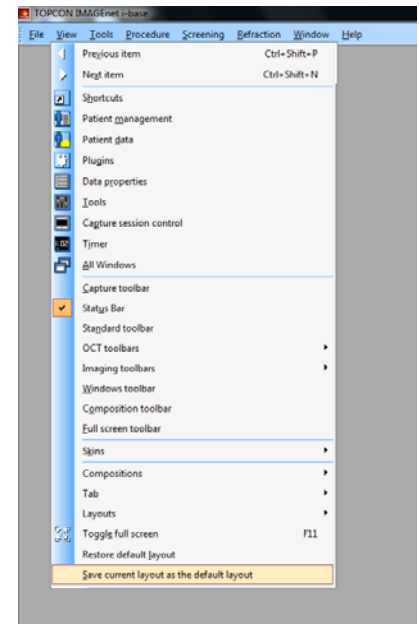 TOPCON IMAGEnet i-base
File View Tools Procedure Screening Refraction Window Help
Previous item Ctrl+Shift+P
Next item Ctrl+Shift+N
Shortcuts
Patient management
Patient data
Plugins
Data properties
Tools
Capture session control
Timer
All Windows
Capture toolbar
Status Bar
Standard toolbar
OCT toolbars
Imaging toolbars
Windows toolbar
Composition toolbar
Full screen toolbar
Skins
Compositions
Tab
Layouts
Toggle full screen F11
Restore default layout
Save current layout as the default layout